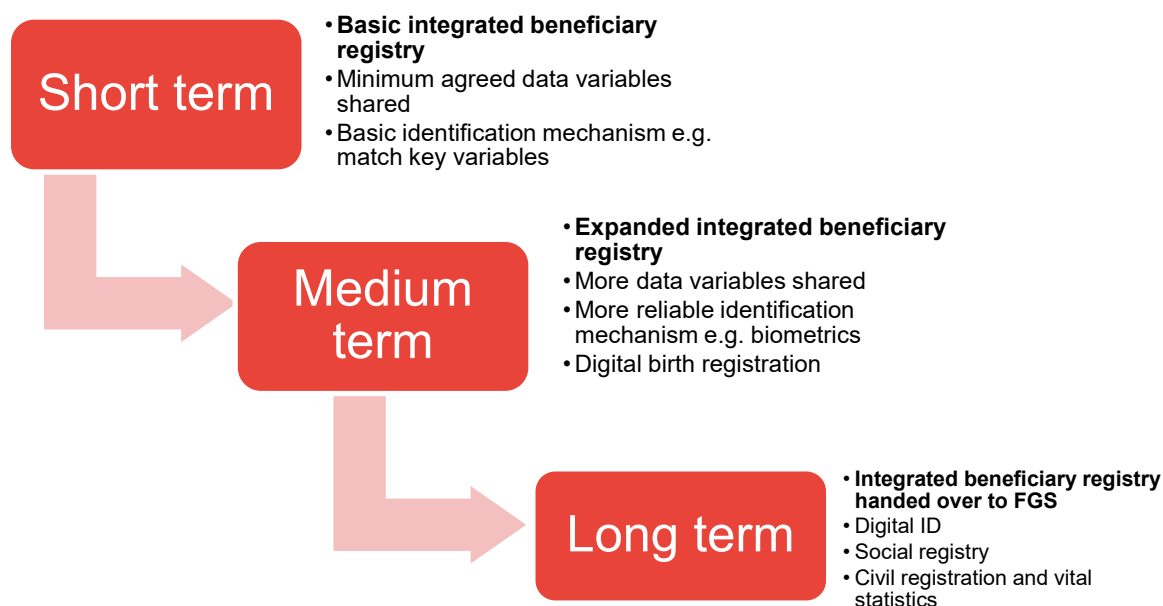 Short term
• Basic integrated beneficiary
registry
• Minimum agreed data variables
shared
• Basic identification mechanism e.g.
match key variables
Medium
term
• Expanded integrated beneficiary
registry
• More data variables shared
• More reliable identification
mechanism e.g. biometrics
• Digital birth registration
Long term
• Integrated beneficiary registry
handed over to FGS
• Digital ID
• Social registry
• Civil registration and vital
statistics